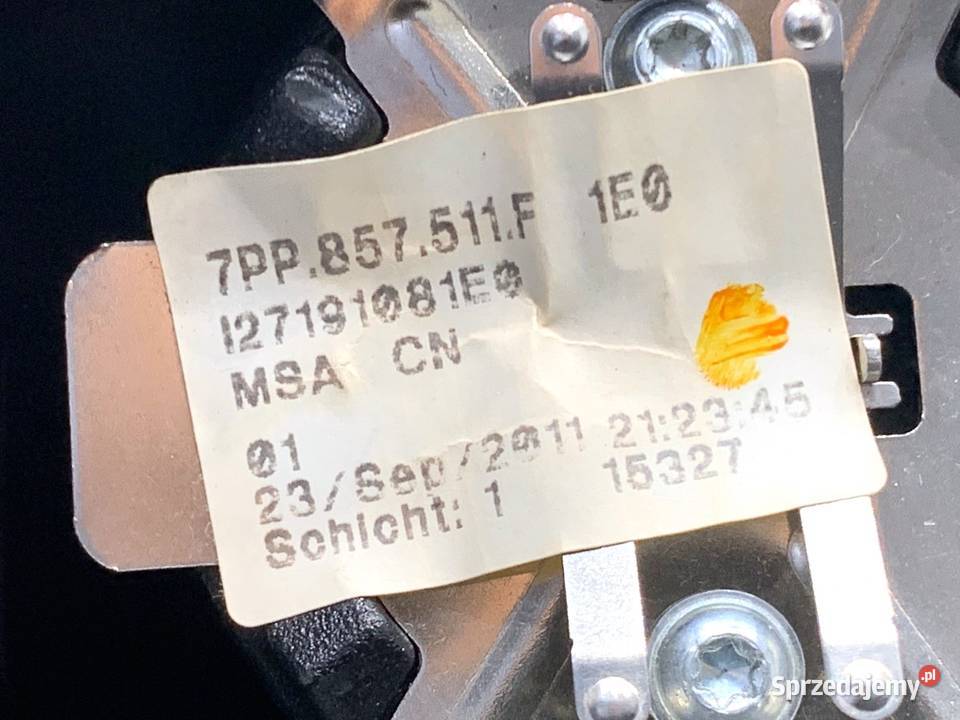 7PP.857.511.F 1E0
I27191081E0
MSA CN
01
23/Sep/2011 21:23:45
Schicht: 1 15327
Sprzedajemy.pl